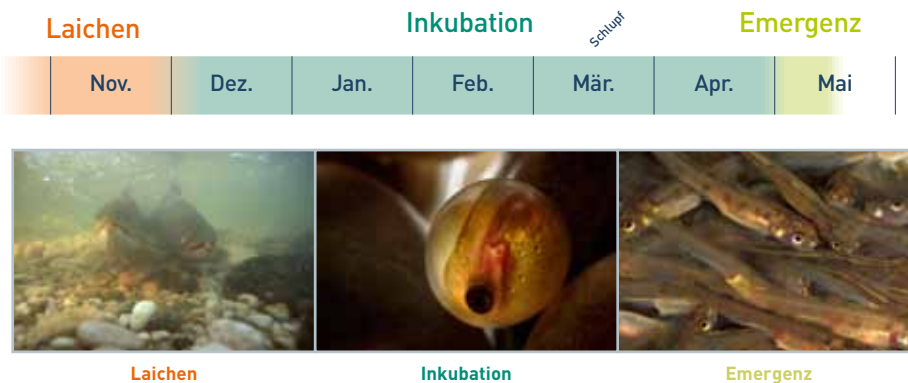 Laichen
Inkubation
Schlupf
Emergenz
Nov. Dez. Jan. Feb. Mär. Apr. Mai
Laichen Inkubation Emergenz